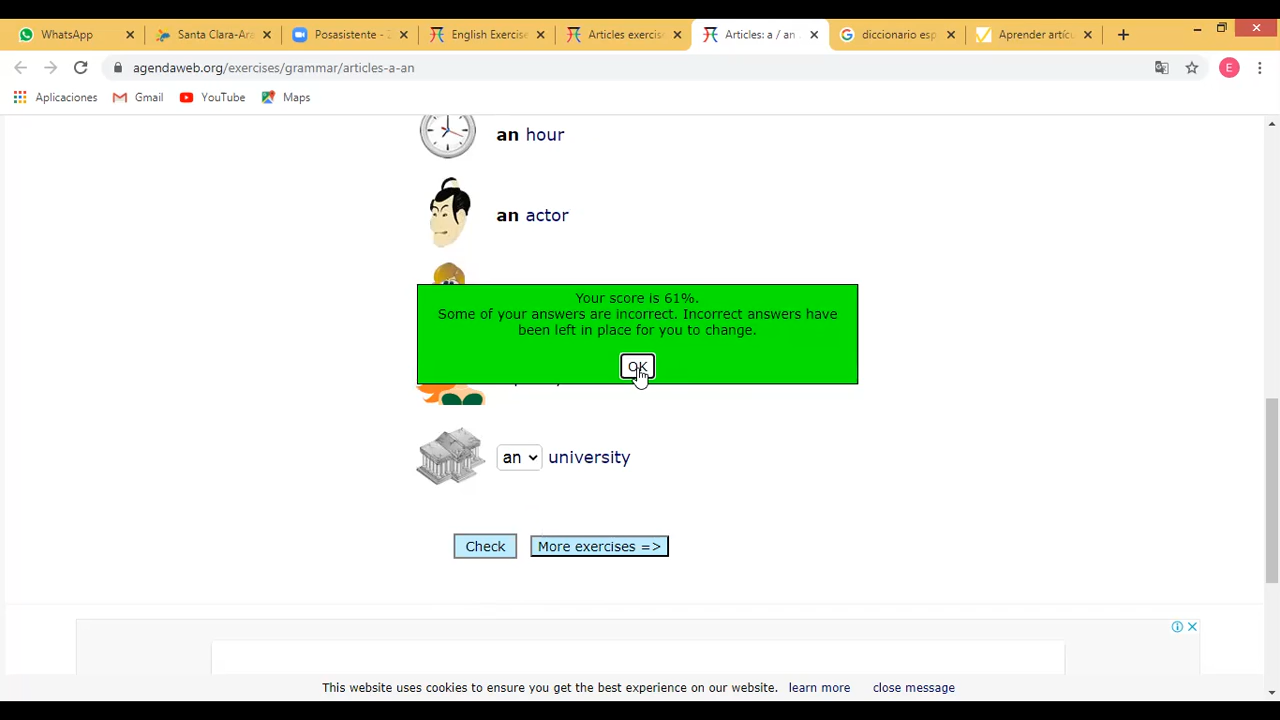 WhatsApp
Santa Clara-Ara
Posasistente - Z
English Exercise
Articles exercis
Articles: a / an
diccionario esp
Aprender artícu
agendaweb.org/exercises/grammar/articles-a-an
E
Aplicaciones
Gmail
YouTube
Maps
an hour
an actor
Your score is 61%.
Some of your answers are incorrect. Incorrect answers have
been left in place for you to change.
OK
an university
Check
More exercises =>
This website uses cookies to ensure you get the best experience on our website. learn more close message